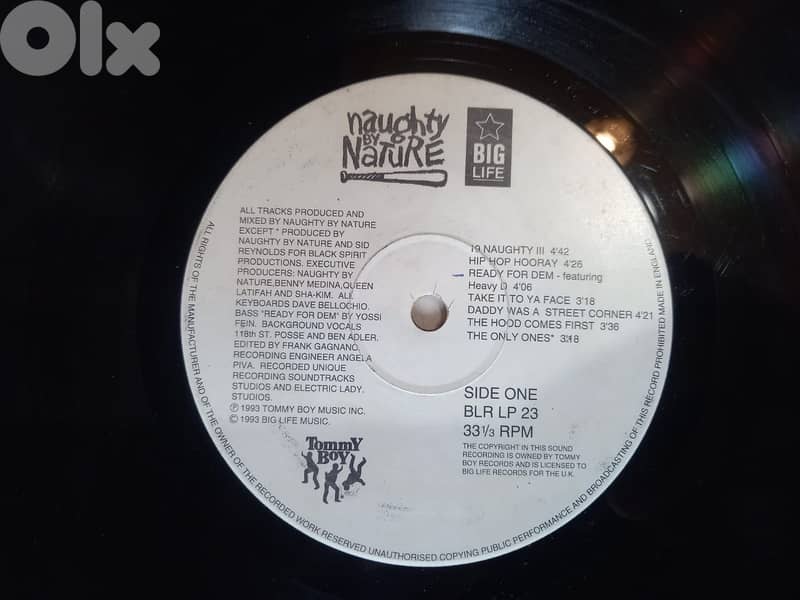 Olx
naughty
BY
NATURE
BIG
LIFE
ALL TRACKS PRODUCED AND
MIXED BY NAUGHTY BY NATURE
EXCEPT * PRODUCED BY
NAUGHTY BY NATURE AND SID
REYNOLDS FOR BLACK SPIRIT
PRODUCTIONS. EXECUTIVE
PRODUCERS: NAUGHTY BY
NATURE,BENNY MEDINA,QUEEN
LATIFAH AND SHA-KIM. ALL
KEYBOARDS DAVE BELLOCHIO.
BASS "READY FOR DEM" BY YOSSI
FEIN. BACKGROUND VOCALS
118th ST. POSSE AND BEN ADLER.
EDITED BY FRANK GAGNANO.
RECORDING ENGINEER ANGELA
PIVA. RECORDED UNIQUE
RECORDING SOUNDTRACKS
STUDIOS AND ELECTRIC LADY.
STUDIOS.
℗ 1993 TOMMY BOY MUSIC INC.
© 1993 BIG LIFE MUSIC.
TOMMY
BOY
19 NAUGHTY III 4'42
HIP HOP HOORAY 4'26
READY FOR DEM - featuring
Heavy D 4'06
TAKE IT TO YA FACE 3'18
DADDY WAS A STREET CORNER 4'21
THE HOOD COMES FIRST 3'36
THE ONLY ONES* 3'18
SIDE ONE
BLR LP 23
33 1/3 RPM
THE COPYRIGHT IN THIS SOUND
RECORDING IS OWNED BY TOMMY
BOY RECORDS AND IS LICENSED TO
BIG LIFE RECORDS FOR THE U.K.
ALL RIGHTS OF THE MANUFACTURER AND OF THE OWNER OF THE RECORDED WORK RESERVED UNAUTHORISED COPYING PUBLIC PERFORMANCE AND BROADCASTING OF THIS RECORD PROHIBITED MADE IN ENGLAND